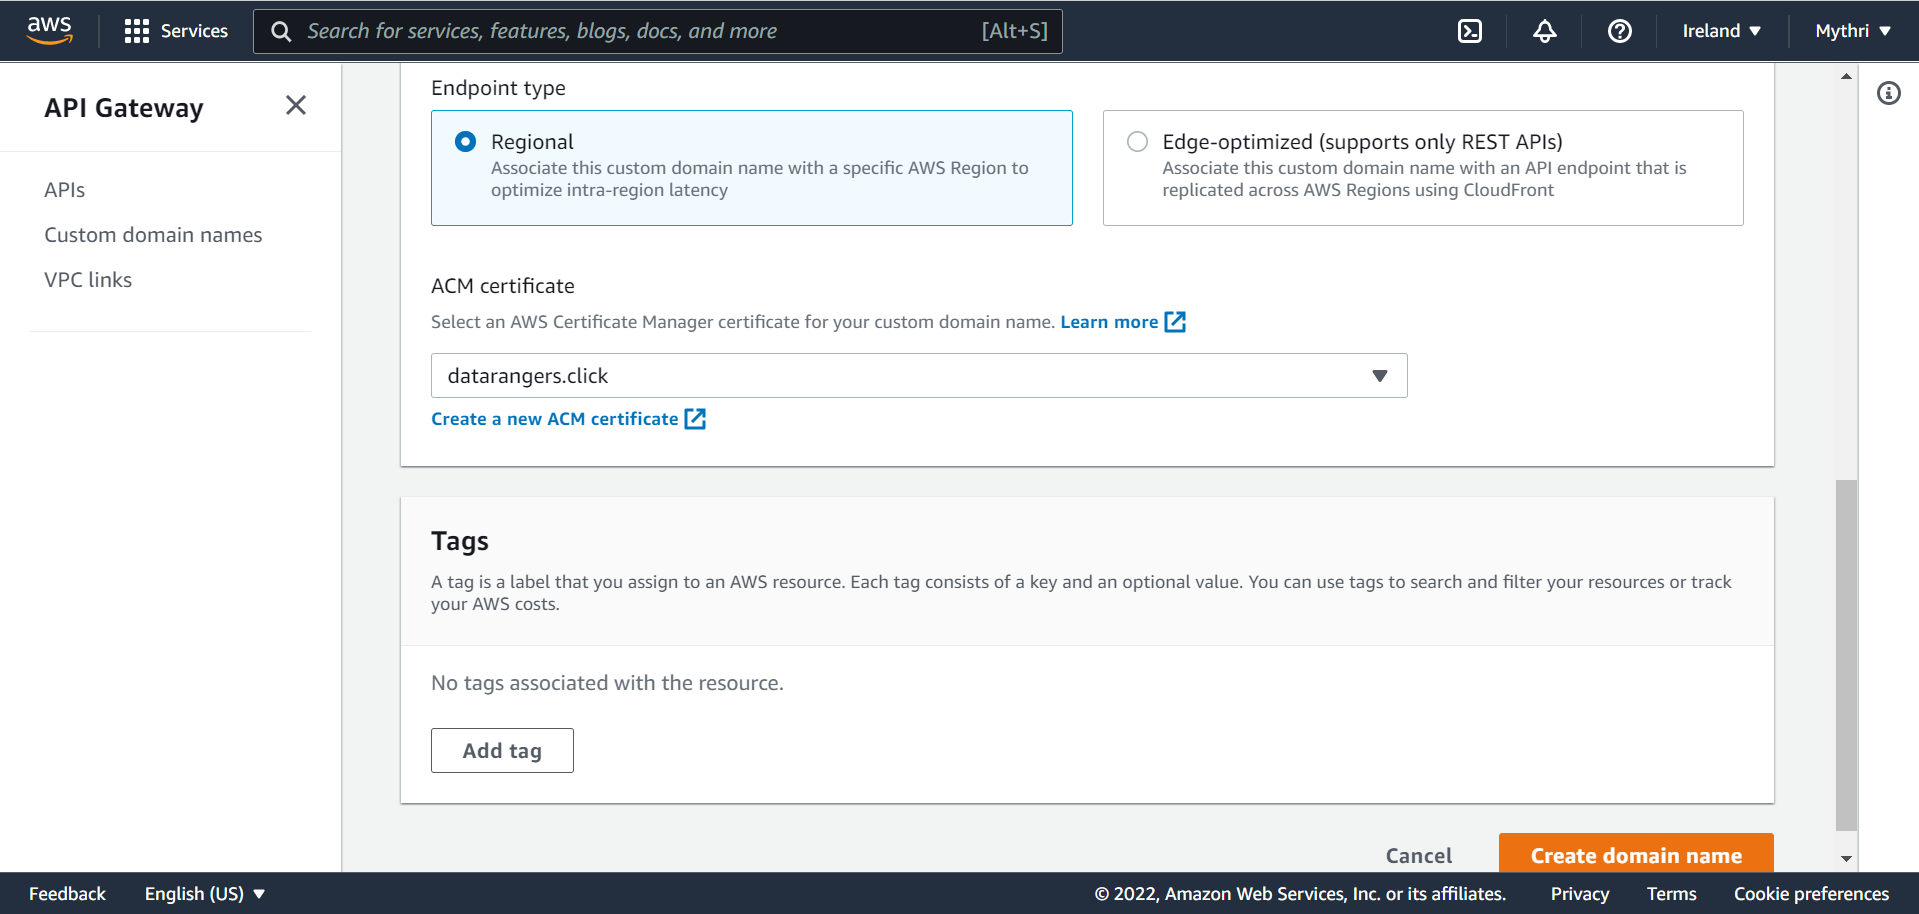 aws
Services
Search for services, features, blogs, docs, and more
[Alt+S]
Ireland ▼
Mythri ▼
API Gateway
APIs
Custom domain names
VPC links
Endpoint type
Regional
Associate this custom domain name with a specific AWS Region to
optimize intra-region latency
Edge-optimized (supports only REST APIs)
Associate this custom domain name with an API endpoint that is
replicated across AWS Regions using CloudFront
ACM certificate
Select an AWS Certificate Manager certificate for your custom domain name. Learn more
datarangers.click
Create a new ACM certificate
Tags
A tag is a label that you assign to an AWS resource. Each tag consists of a key and an optional value. You can use tags to search and filter your resources or track
your AWS costs.
No tags associated with the resource.
Add tag
Cancel
Create domain name
Feedback
English (US) ▼
© 2022, Amazon Web Services, Inc. or its affiliates.
Privacy
Terms
Cookie preferences